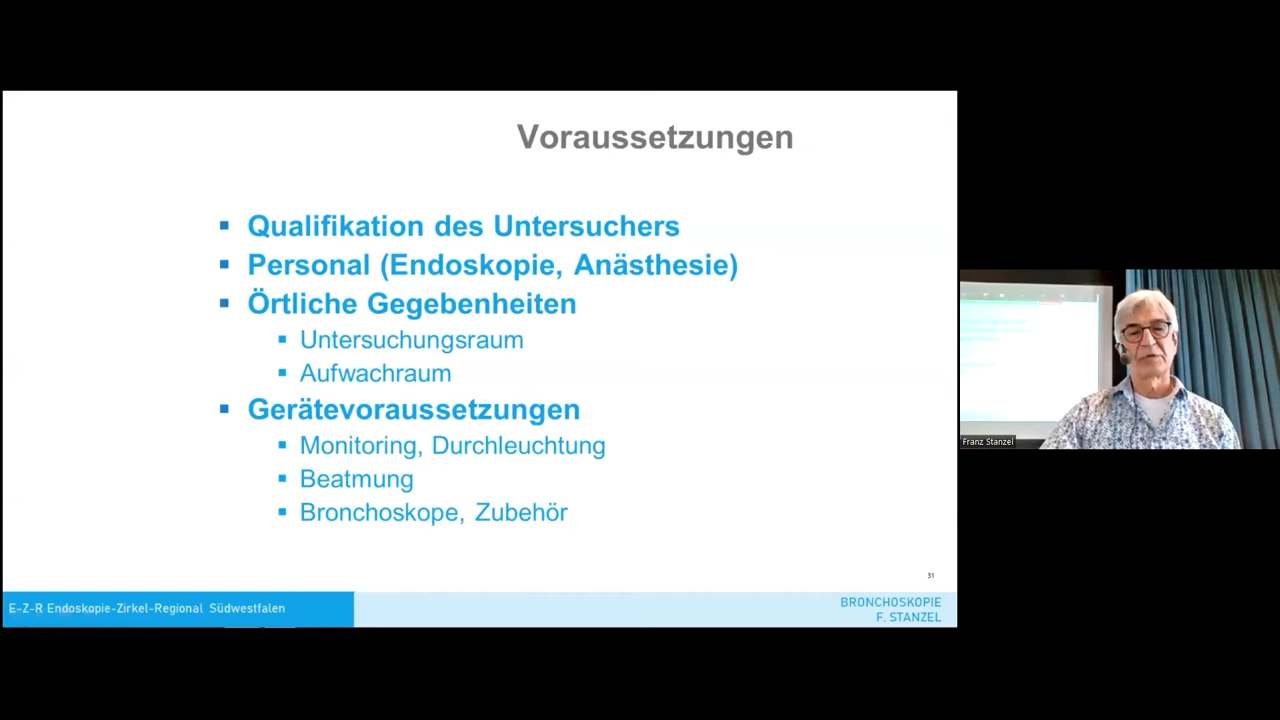 Voraussetzungen
Qualifikation des Untersuchers
Personal (Endoskopie, Anästhesie)
Örtliche Gegebenheiten
Untersuchungsraum
Aufwachraum
Gerätevoraussetzungen
Monitoring, Durchleuchtung
Beatmung
Bronchoskope, Zubehör
31
E-Z-R Endoskopie-Zirkel-Regional Südwestfalen
BRONCHOSKOPIE
F. STANZEL
Franz Stanzel